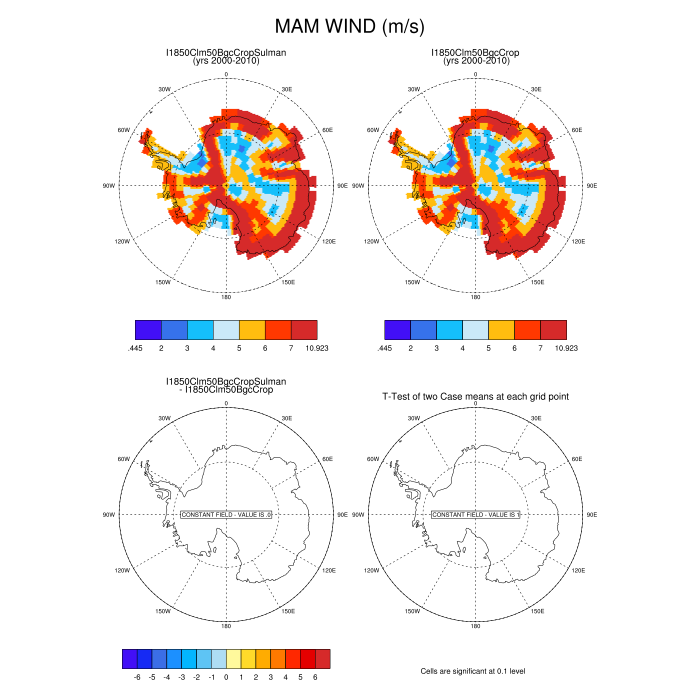 MAM WIND (m/s)
I1850Clm50BgcCropSulman
(yrs 2000-2010)
0
30W 30E
60W 60E
90W 90E
120W 120E
150W 150E
180
.445 2 3 4 5 6 7 10.923
I1850Clm50BgcCrop
(yrs 2000-2010)
0
30W 30E
60W 60E
90W 90E
120W 120E
150W 150E
180
.445 2 3 4 5 6 7 10.923
I1850Clm50BgcCropSulman
- I1850Clm50BgcCrop
0
30W 30E
60W 60E
90W CONSTANT FIELD - VALUE IS .0 90E
120W 120E
150W 150E
180
-6 -5 -4 -3 -2 -1 0 1 2 3 4 5 6
T-Test of two Case means at each grid point
0
30W 30E
60W 60E
90W CONSTANT FIELD - VALUE IS 1 90E
120W 120E
150W 150E
180
Cells are significant at 0.1 level